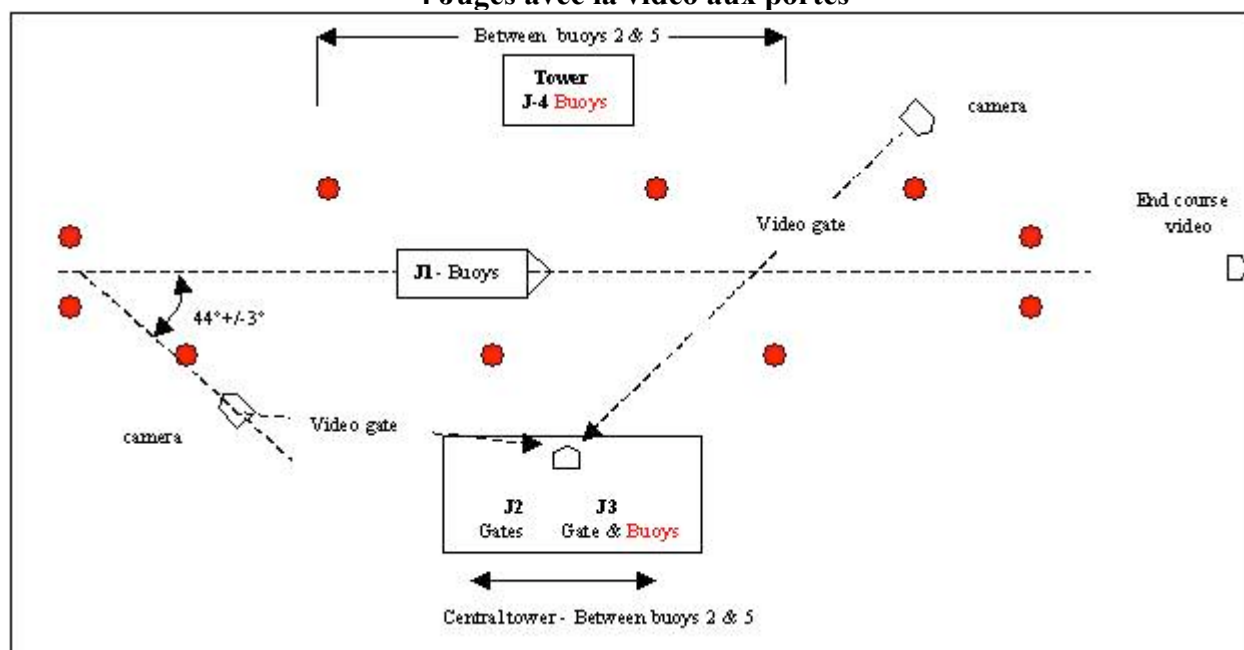 4 Juges avec la vidéo aux portes
Between buoys 2 & 5
Tower
J-4 Buoys
camera
End course
video
Video gate
J1 - Buoys
44°+/-3°
Video gate
camera
J2
J3
Gates
Gate & Buoys
Central tower - Between buoys 2 & 5